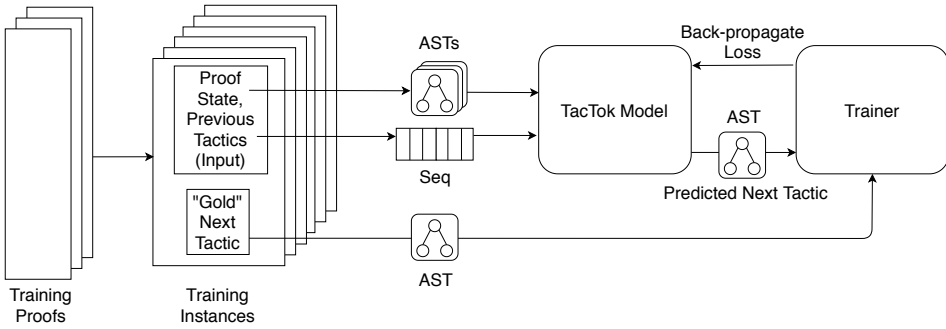 Training
Proofs
Proof
State,
Previous
Tactics
(Input)
"Gold"
Next
Tactic
Training
Instances
ASTs
Seq
AST
TacTok Model
Back-propagate
Loss
AST
Predicted Next Tactic
Trainer